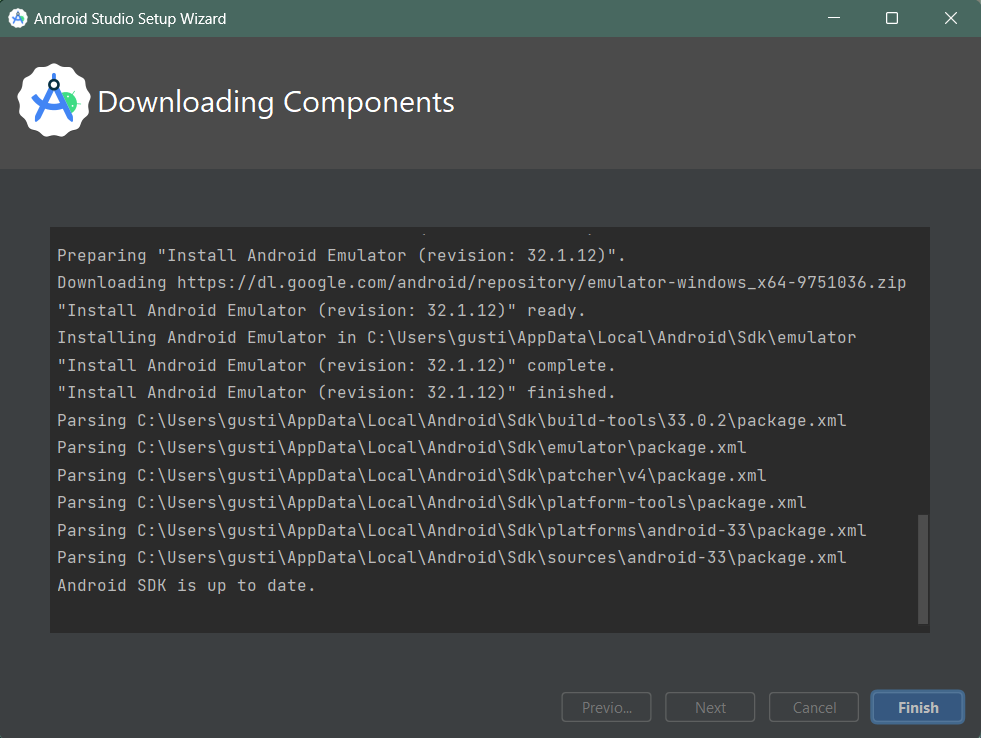 Android Studio Setup Wizard
Downloading Components
Preparing "Install Android Emulator (revision: 32.1.12)".
Downloading https://dl.google.com/android/repository/emulator-windows_x64-9751036.zip
"Install Android Emulator (revision: 32.1.12)" ready.
Installing Android Emulator in C:\Users\gusti\AppData\Local\Android\Sdk\emulator
"Install Android Emulator (revision: 32.1.12)" complete.
"Install Android Emulator (revision: 32.1.12)" finished.
Parsing C:\Users\gusti\AppData\Local\Android\Sdk\build-tools\33.0.2\package.xml
Parsing C:\Users\gusti\AppData\Local\Android\Sdk\emulator\package.xml
Parsing C:\Users\gusti\AppData\Local\Android\Sdk\patcher\v4\package.xml
Parsing C:\Users\gusti\AppData\Local\Android\Sdk\platform-tools\package.xml
Parsing C:\Users\gusti\AppData\Local\Android\Sdk\platforms\android-33\package.xml
Parsing C:\Users\gusti\AppData\Local\Android\Sdk\sources\android-33\package.xml
Android SDK is up to date.
Previo... Next Cancel Finish